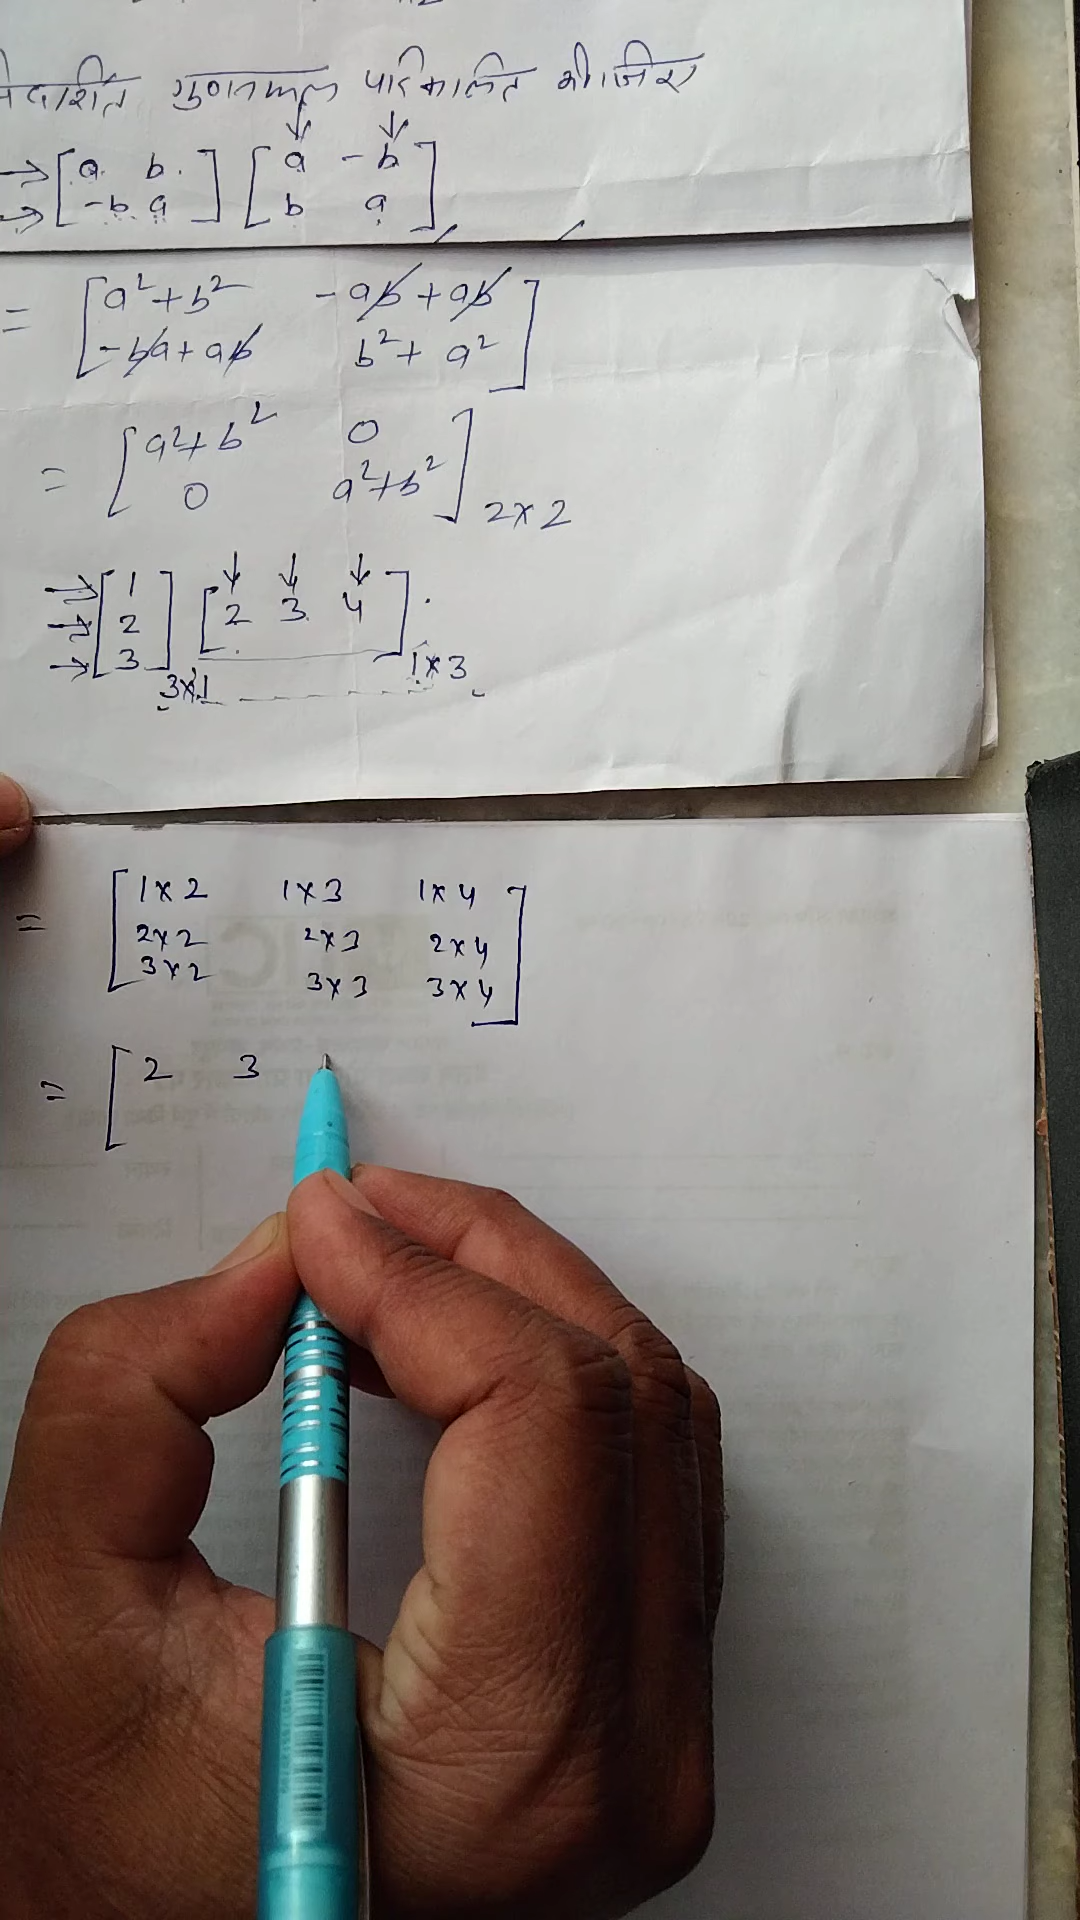 निदर्शित गुणनफल परिकलित कीजिए
→ [ a b ] [ a - b ]
→ [ -b a ] [ b a ]
= [ a² + b² - ab + ab ]
[ - ba + ab b² + a² ]
= [ a² + b² 0 ]
[ 0 a² + b² ] 2×2
→ [ 1 ] [ 2 3 4 ] .
→ [ 2 ]
→ [ 3 ] 3×1 1×3
= [ 1×2 1×3 1×4 ]
[ 2×2 2×3 2×4 ]
[ 3×2 3×3 3×4 ]
= [ 2 3